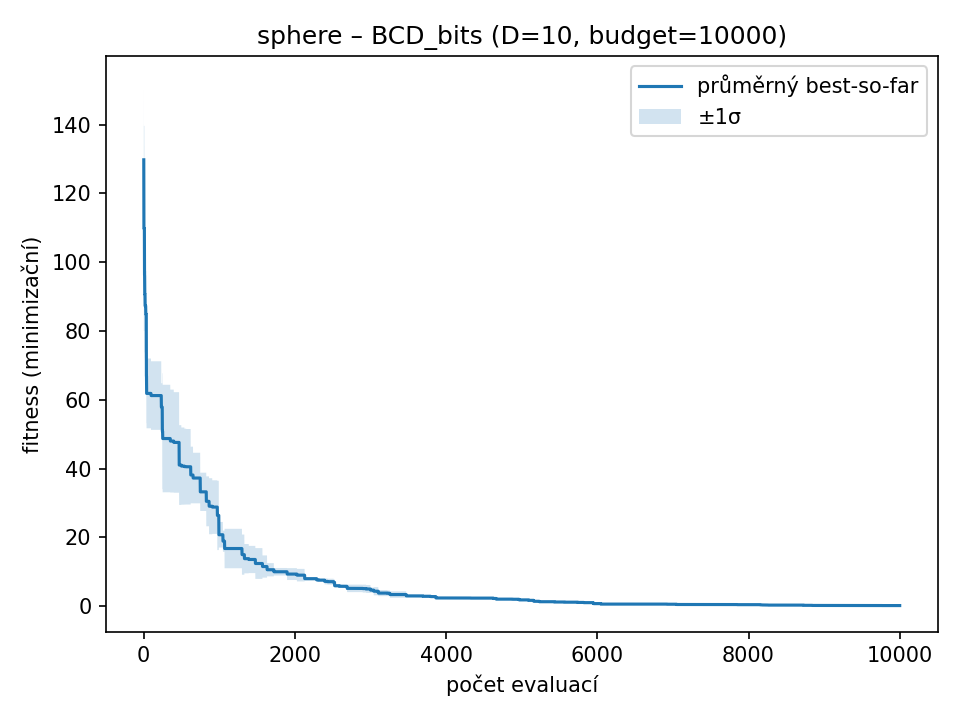 sphere – BCD_bits (D=10, budget=10000)
průměrný best-so-far
±1σ
fitness (minimizační)
140
120
100
80
60
40
20
0
0 2000 4000 6000 8000 10000
počet evaluací